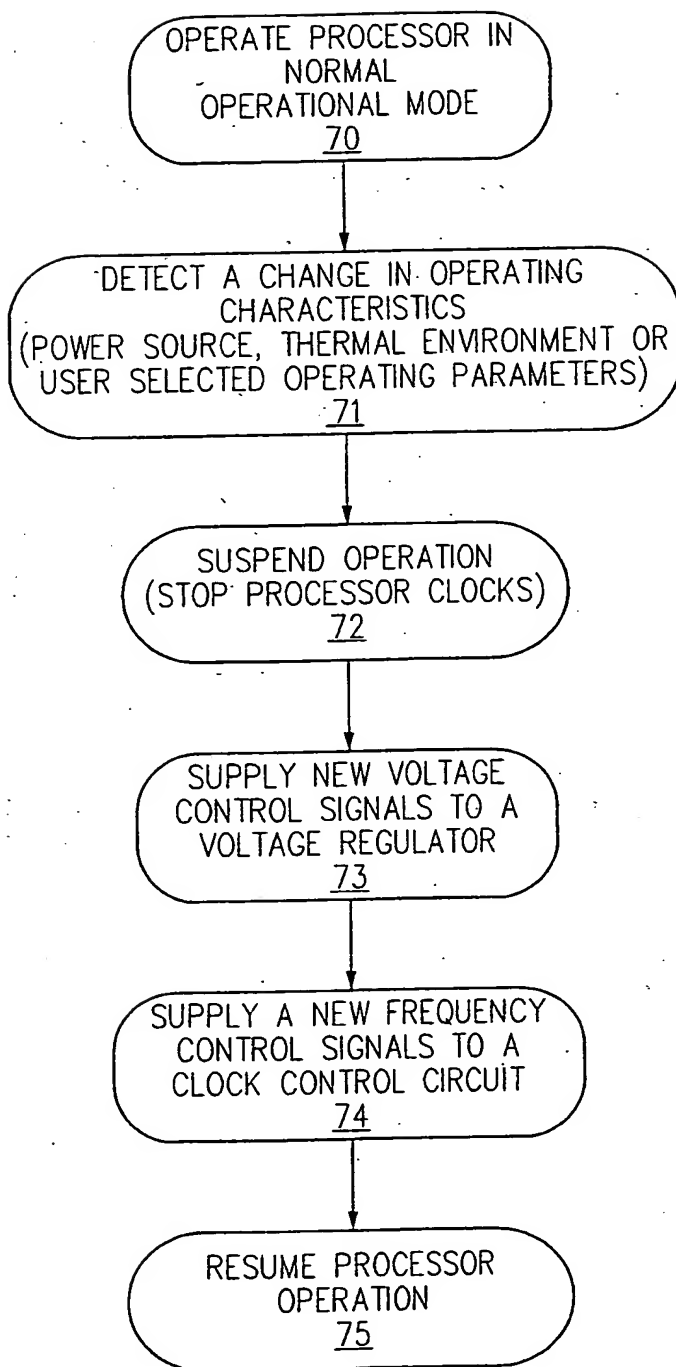 OPERATE PROCESSOR IN
NORMAL
OPERATIONAL MODE
70
DETECT A CHANGE IN OPERATING
CHARACTERISTICS
(POWER SOURCE, THERMAL ENVIRONMENT OR
USER SELECTED OPERATING PARAMETERS)
71
SUSPEND OPERATION
(STOP PROCESSOR CLOCKS)
72
SUPPLY NEW VOLTAGE
CONTROL SIGNALS TO A
VOLTAGE REGULATOR
73
SUPPLY A NEW FREQUENCY
CONTROL SIGNALS TO A
CLOCK CONTROL CIRCUIT
74
RESUME PROCESSOR
OPERATION
75